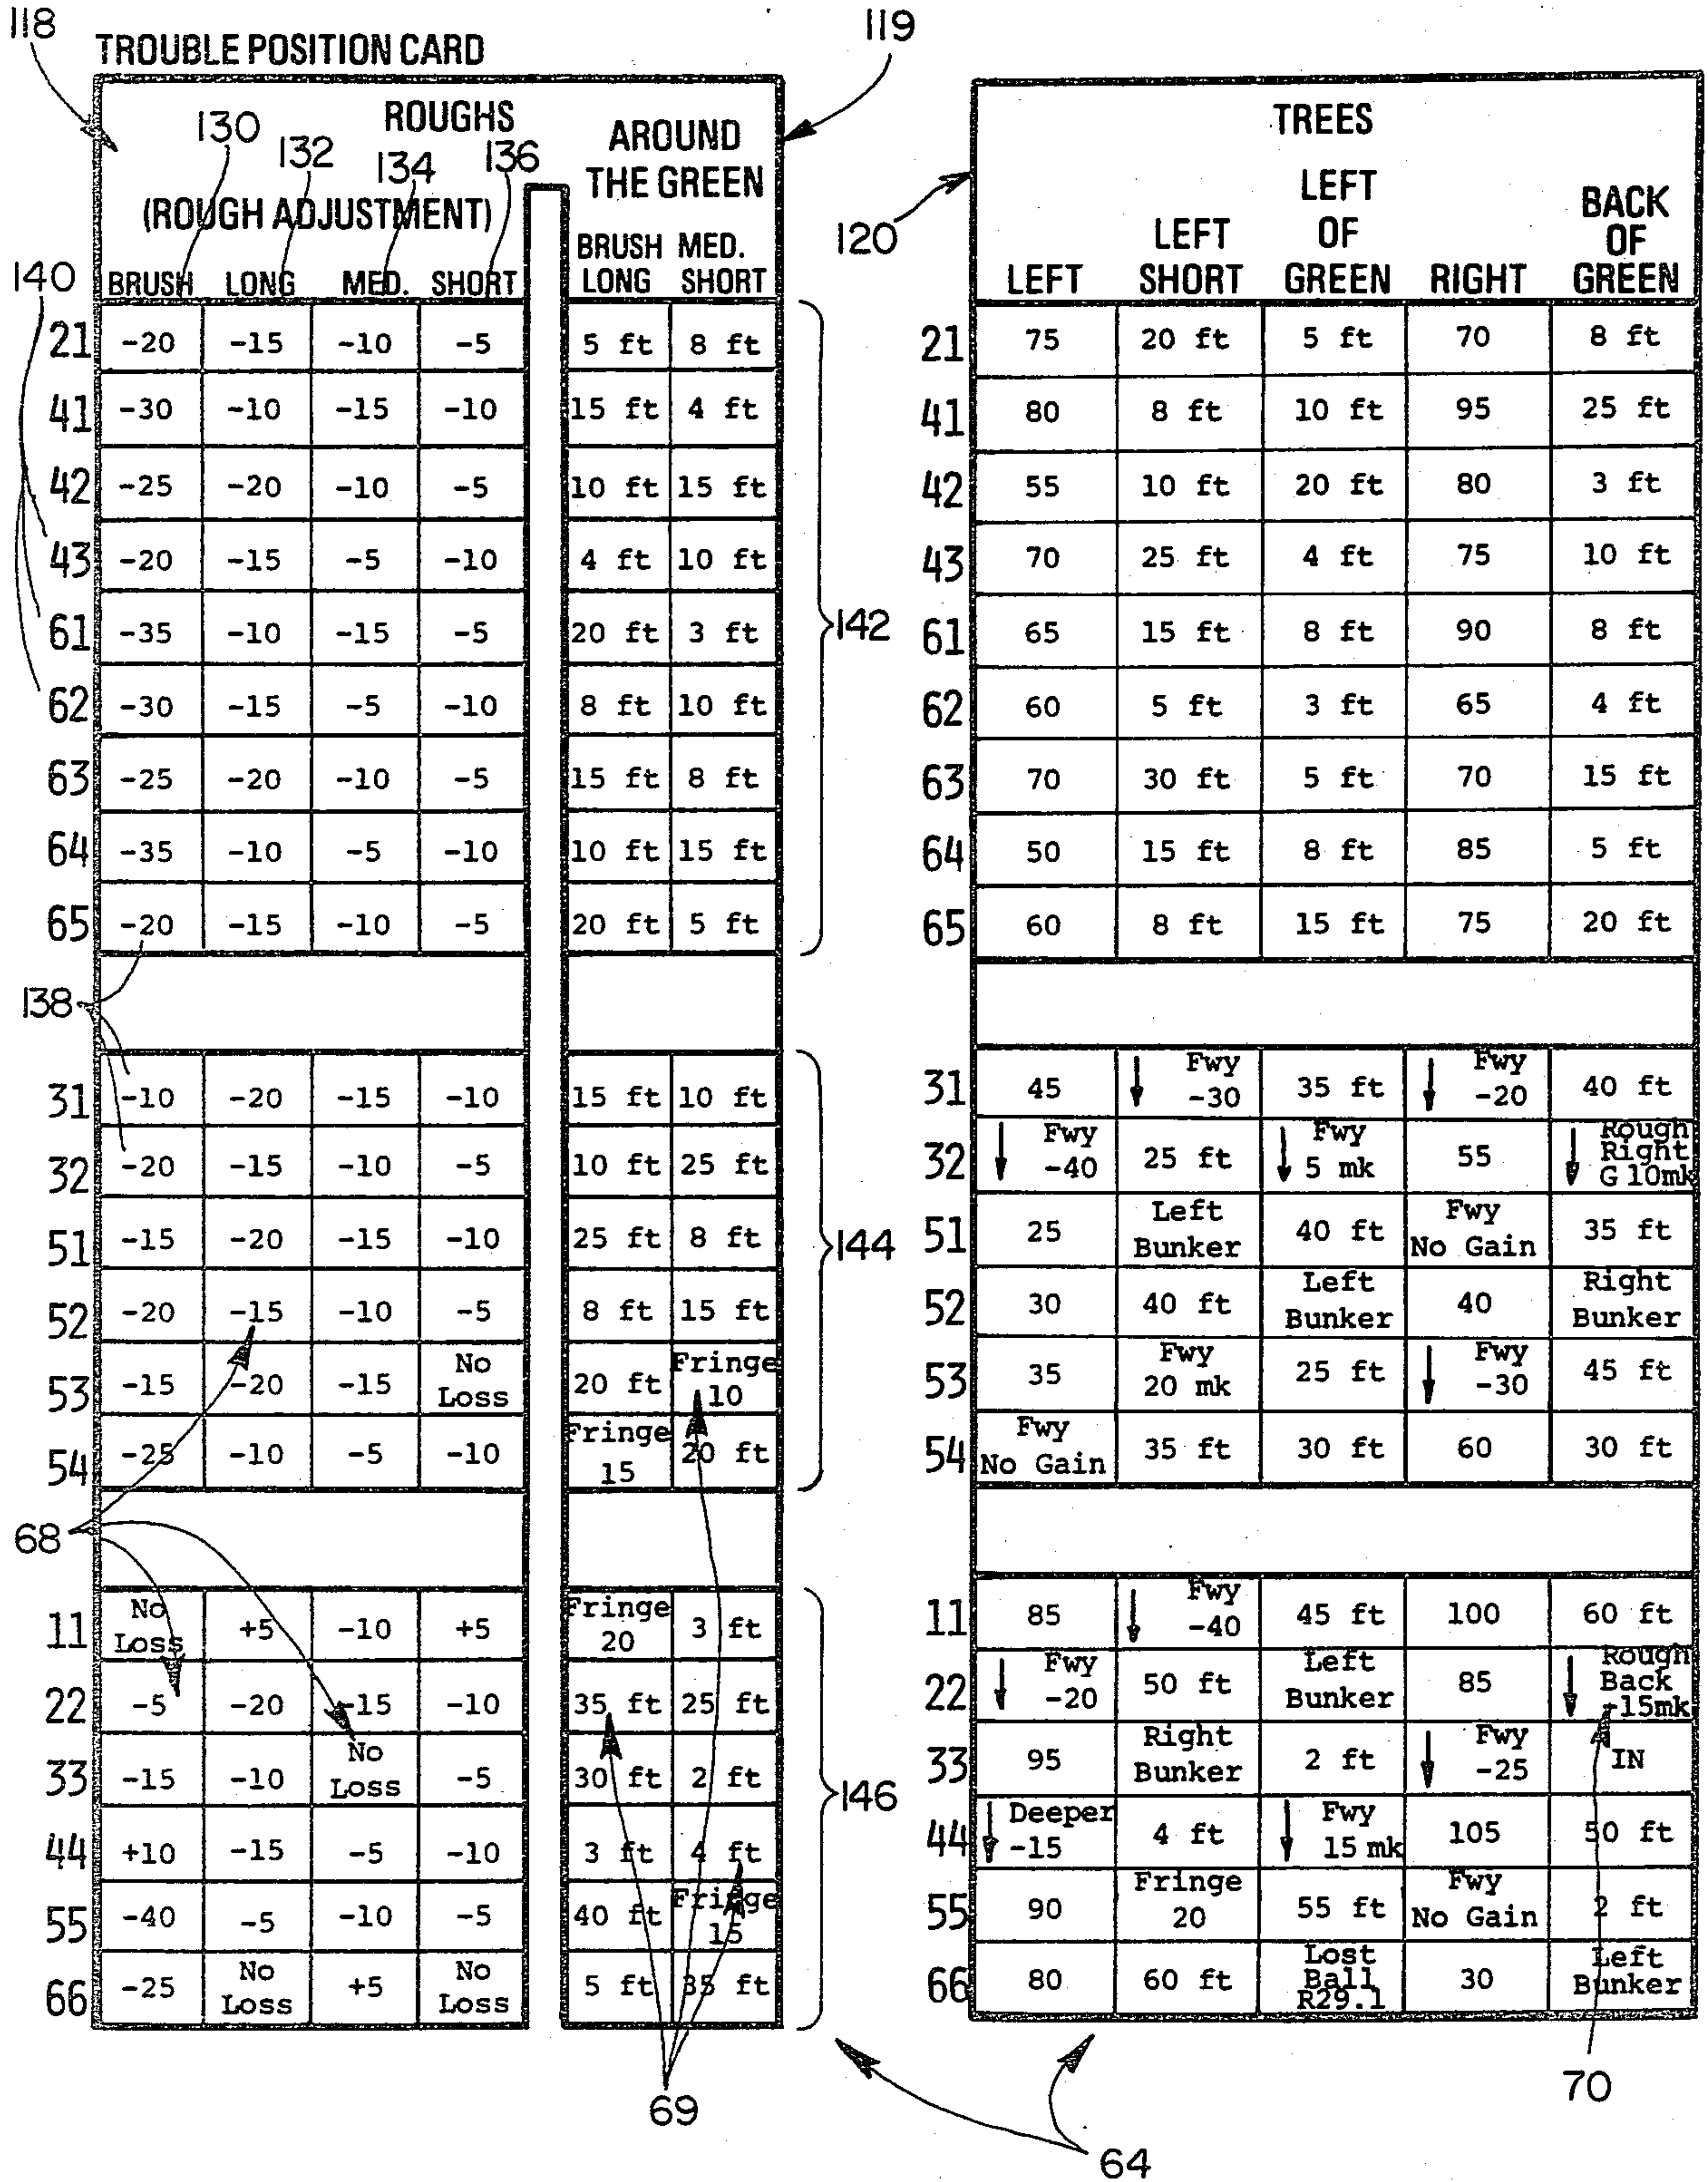 118
119
TROUBLE POSITION CARD
ROUGHS
130
132
134
136
(ROUGH ADJUSTMENT)
AROUND
THE GREEN
140
BRUSH LONG MED. SHORT
BRUSH MED.
LONG SHORT
21 -20 -15 -10 -5 5 ft 8 ft
41 -30 -10 -15 -10 15 ft 4 ft
42 -25 -20 -10 -5 10 ft 15 ft
43 -20 -15 -5 -10 4 ft 10 ft
61 -35 -10 -15 -5 20 ft 3 ft
62 -30 -15 -5 -10 8 ft 10 ft
63 -25 -20 -10 -5 15 ft 8 ft
64 -35 -10 -5 -10 10 ft 15 ft
65 -20 -15 -10 -5 20 ft 5 ft
142
138
31 -10 -20 -15 -10 15 ft 10 ft
32 -20 -15 -10 -5 10 ft 25 ft
51 -15 -20 -15 -10 25 ft 8 ft
52 -20 -15 -10 -5 8 ft 15 ft
53 -15 -20 -15 No Loss 20 ft Fringe 10
54 -25 -10 -5 -10 Fringe 15 20 ft
144
68
11 No Loss +5 -10 +5 Fringe 20 3 ft
22 -5 -20 -15 -10 35 ft 25 ft
33 -15 -10 No Loss -5 30 ft 2 ft
44 +10 -15 -5 -10 3 ft 4 ft
55 -40 -5 -10 -5 40 ft Fringe 15
66 -25 No Loss +5 No Loss 5 ft 35 ft
146
69
120
TREES
LEFT
LEFT
SHORT
LEFT
OF
GREEN
RIGHT
BACK
OF
GREEN
21 75 20 ft 5 ft 70 8 ft
41 80 8 ft 10 ft 95 25 ft
42 55 10 ft 20 ft 80 3 ft
43 70 25 ft 4 ft 75 10 ft
61 65 15 ft 8 ft 90 8 ft
62 60 5 ft 3 ft 65 4 ft
63 70 30 ft 5 ft 70 15 ft
64 50 15 ft 8 ft 85 5 ft
65 60 8 ft 15 ft 75 20 ft
31 45 ↓ Fwy -30 35 ft ↓ Fwy -20 40 ft
32 ↓ Fwy -40 25 ft ↓ Fwy 5 mk 55 ↓ Rough Right G 10mk
51 25 Left Bunker 40 ft Fwy No Gain 35 ft
52 30 40 ft Left Bunker 40 Right Bunker
53 35 Fwy 20 mk 25 ft ↓ Fwy -30 45 ft
54 Fwy No Gain 35 ft 30 ft 60 30 ft
11 85 ↓ Fwy -40 45 ft 100 60 ft
22 ↓ Fwy -20 50 ft Left Bunker 85 ↓ Rough Back -15mk
33 95 Right Bunker 2 ft ↓ Fwy -25 IN
44 ↓ Deeper -15 4 ft ↓ Fwy 15 mk 105 50 ft
55 90 Fringe 20 55 ft Fwy No Gain 2 ft
66 80 60 ft Lost Ball R29.1 30 Left Bunker
70
64